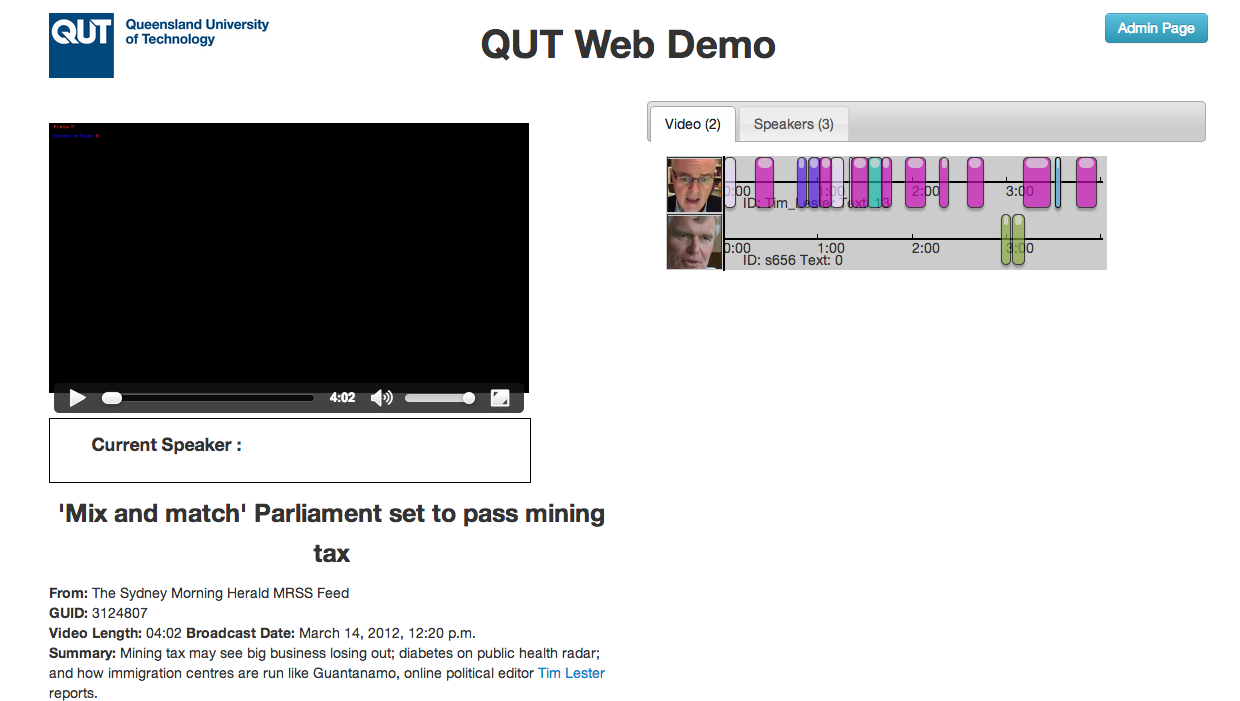 QUT Queensland University
of Technology
QUT Web Demo
Admin Page
Video (2) Speakers (3)
0:00 1:00 2:00 3:00
ID: Tim_Lester Text: 13
0:00 1:00 2:00 3:00
ID: s656 Text: 0
4:02
Current Speaker :
'Mix and match' Parliament set to pass mining
tax
From: The Sydney Morning Herald MRSS Feed
GUID: 3124807
Video Length: 04:02 Broadcast Date: March 14, 2012, 12:20 p.m.
Summary: Mining tax may see big business losing out; diabetes on public health radar;
and how immigration centres are run like Guantanamo, online political editor Tim Lester
reports.